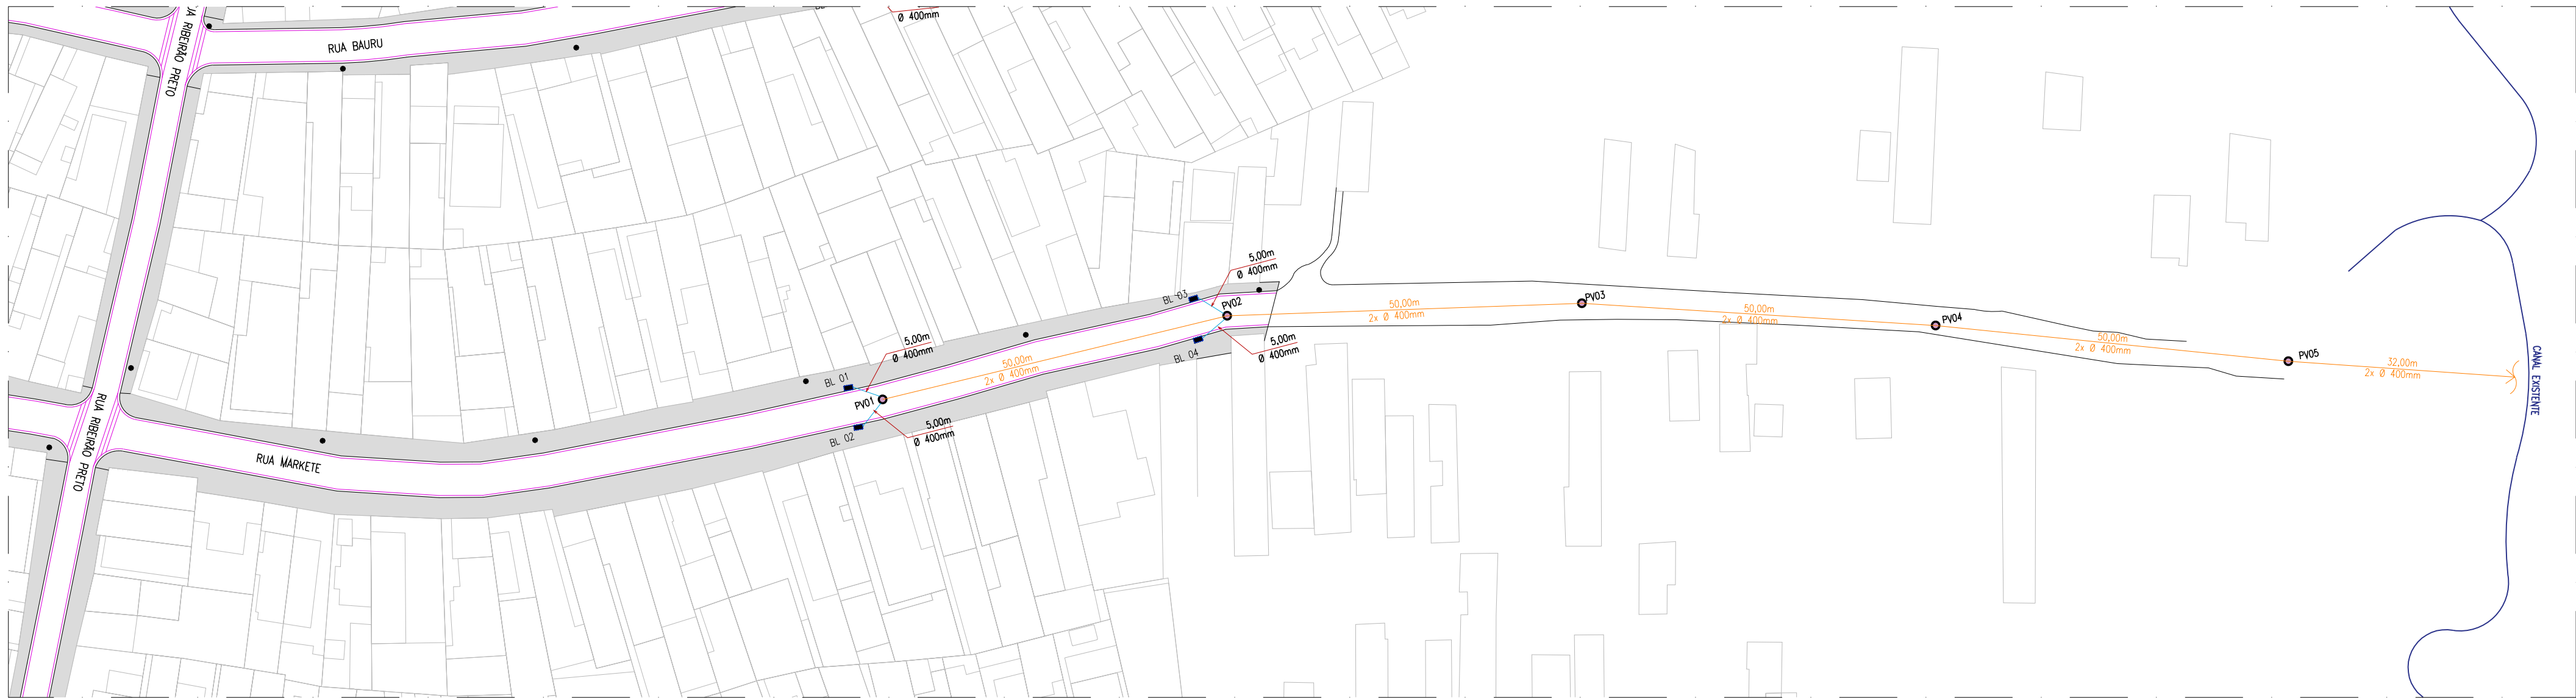 RUA RIBEIRÃO PRETO
RUA BAURU
Ø 400mm
5,00m
Ø 400mm
BL 03
PV02
50,00m
2x Ø 400mm
PV03
50,00m
2x Ø 400mm
PV04
50,00m
2x Ø 400mm
PV05
32,00m
2x Ø 400mm
CANAL EXISTENTE
5,00m
Ø 400mm
BL 04
5,00m
Ø 400mm
50,00m
2x Ø 400mm
BL 01
PV01
BL 02
5,00m
Ø 400mm
RUA RIBEIRÃO PRETO
RUA MARKETE